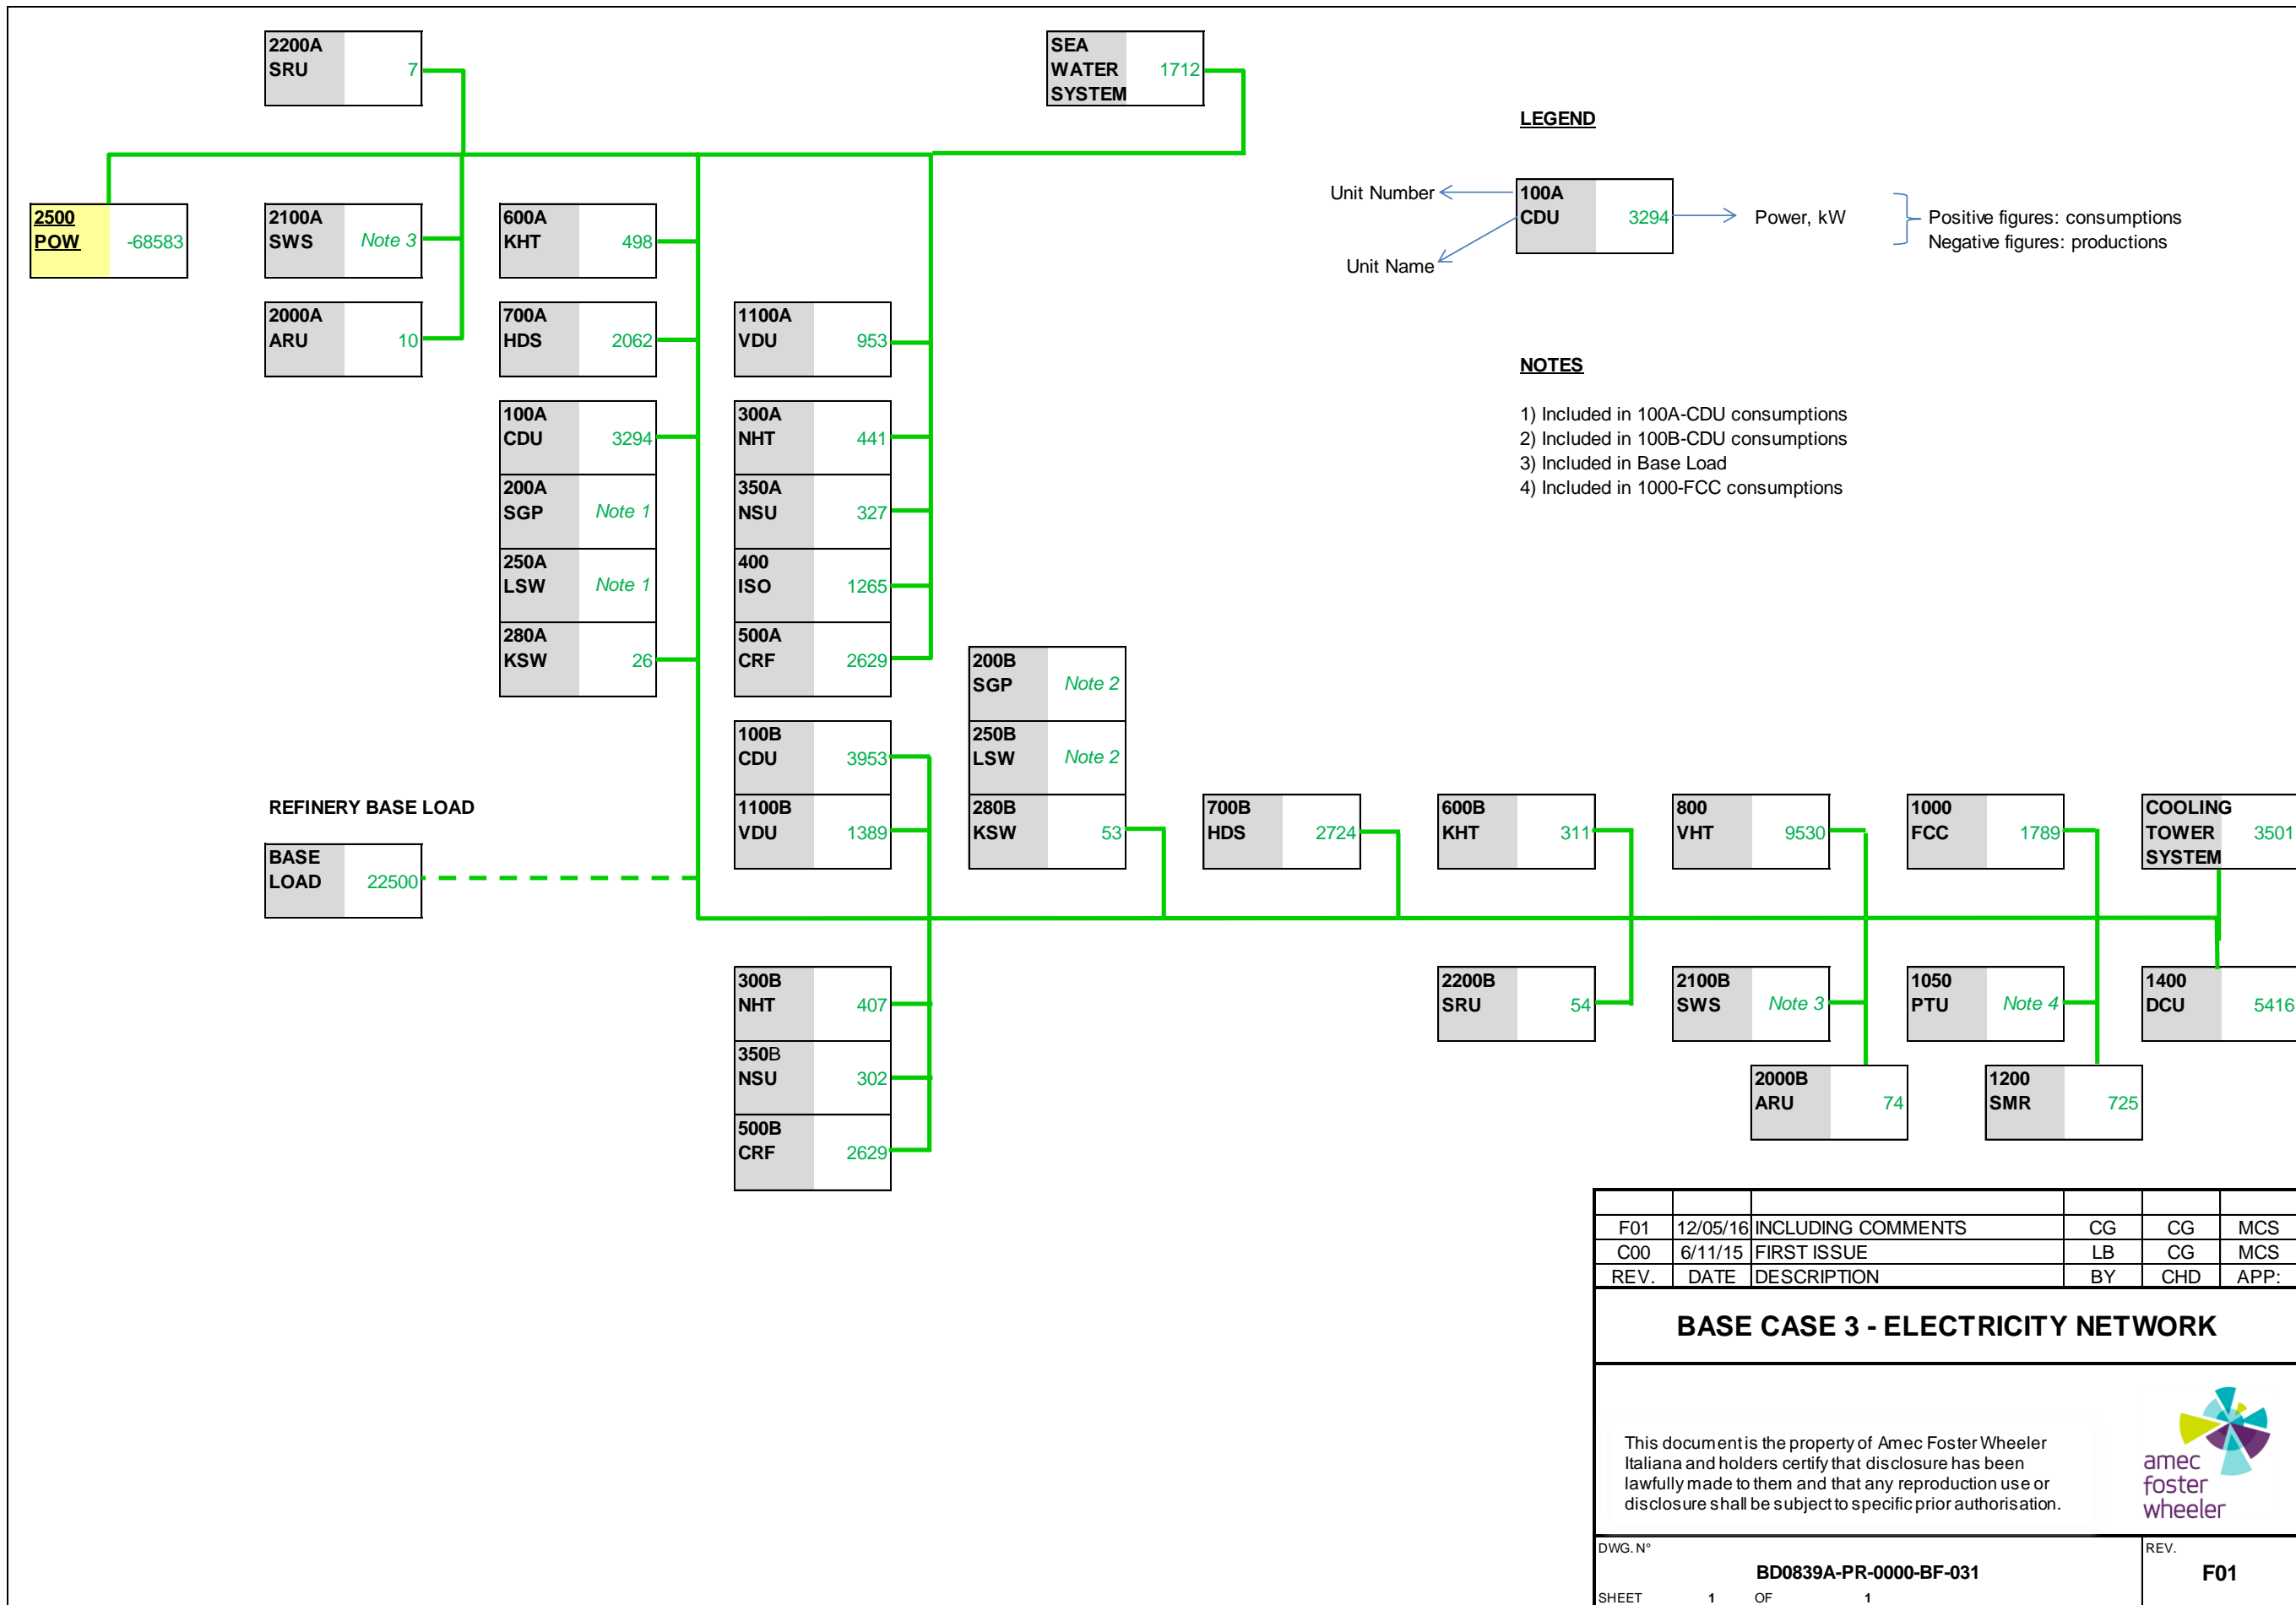 2200A
SRU 7
SEA
WATER 1712
SYSTEM
LEGEND
Unit Number
100A
CDU 3294
Power, kW
Positive figures: consumptions
Negative figures: productions
Unit Name
2500
POW -68583
2100A
SWS Note 3
600A
KHT 498
2000A
ARU 10
700A
HDS 2062
1100A
VDU 953
NOTES
1) Included in 100A-CDU consumptions
2) Included in 100B-CDU consumptions
3) Included in Base Load
4) Included in 1000-FCC consumptions
100A
CDU 3294
300A
NHT 441
200A
SGP Note 1
350A
NSU 327
250A
LSW Note 1
400
ISO 1265
280A
KSW 26
500A
CRF 2629
200B
SGP Note 2
100B
CDU 3953
250B
LSW Note 2
REFINERY BASE LOAD
1100B
VDU 1389
280B
KSW 53
700B
HDS 2724
600B
KHT 311
800
VHT 9530
1000
FCC 1789
COOLING
TOWER 3501
SYSTEM
BASE
LOAD 22500
300B
NHT 407
2200B
SRU 54
2100B
SWS Note 3
1050
PTU Note 4
1400
DCU 5416
350B
NSU 302
2000B
ARU 74
1200
SMR 725
500B
CRF 2629
F01 12/05/16 INCLUDING COMMENTS CG CG MCS
C00 6/11/15 FIRST ISSUE LB CG MCS
REV. DATE DESCRIPTION BY CHD APP:
BASE CASE 3 - ELECTRICITY NETWORK
This document is the property of Amec Foster Wheeler
Italiana and holders certify that disclosure has been
lawfully made to them and that any reproduction use or
disclosure shall be subject to specific prior authorisation.
amec
foster
wheeler
DWG. N° REV.
BD0839A-PR-0000-BF-031 F01
SHEET 1 OF 1